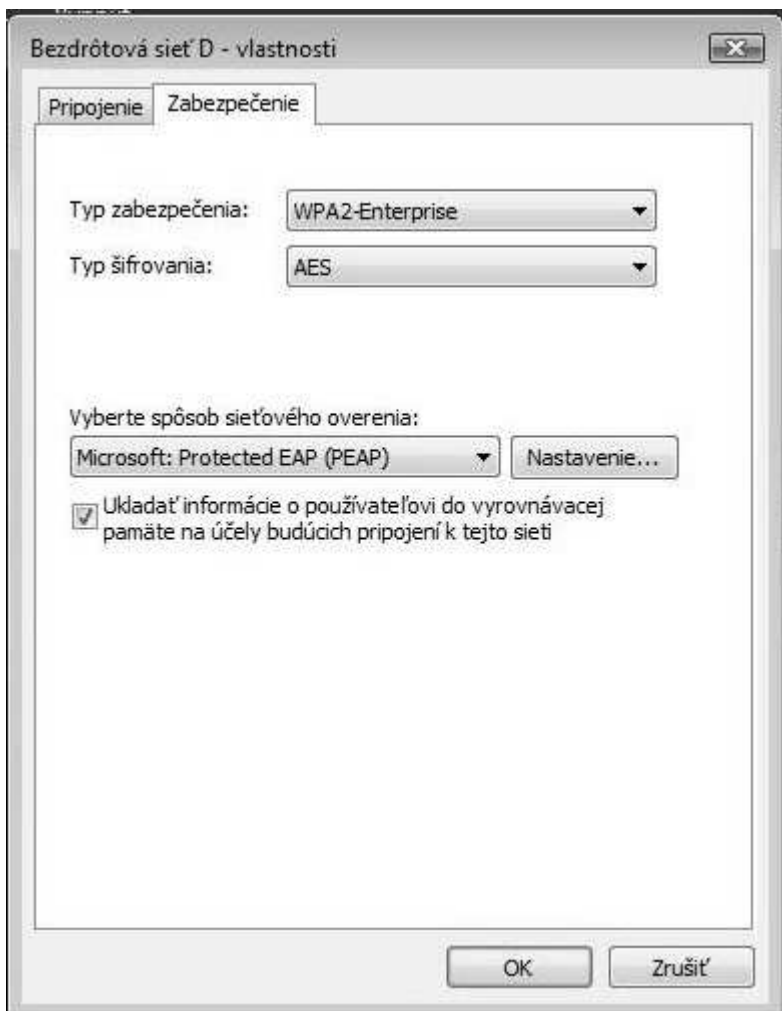 Bezdrôtová sieť D - vlastnosti
Pripojenie
Zabezpečenie
Typ zabezpečenia:
WPA2-Enterprise
Typ šifrovania:
AES
Vyberte spôsob sieťového overenia:
Microsoft: Protected EAP (PEAP)
Nastavenie...
Ukladať informácie o používateľovi do vyrovnávacej
pamäte na účely budúcich pripojení k tejto sieti
OK
Zrušiť